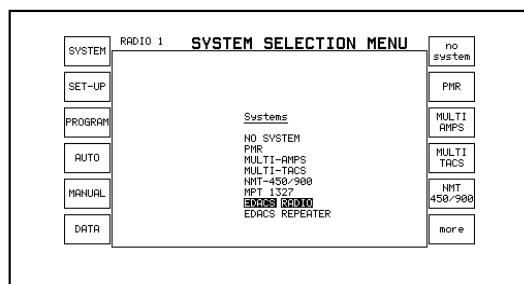 RADIO 1 SYSTEM SELECTION MENU
SYSTEM
SET-UP
PROGRAM
AUTO
MANUAL
DATA
Systems
NO SYSTEM
PMR
MULTI-AMPS
MULTI-TACS
NMT-450/900
MPT 1327
EDACS RADIO
EDACS REPEATER
no
system
PMR
MULTI
AMPS
MULTI
TACS
NMT
450/900
more